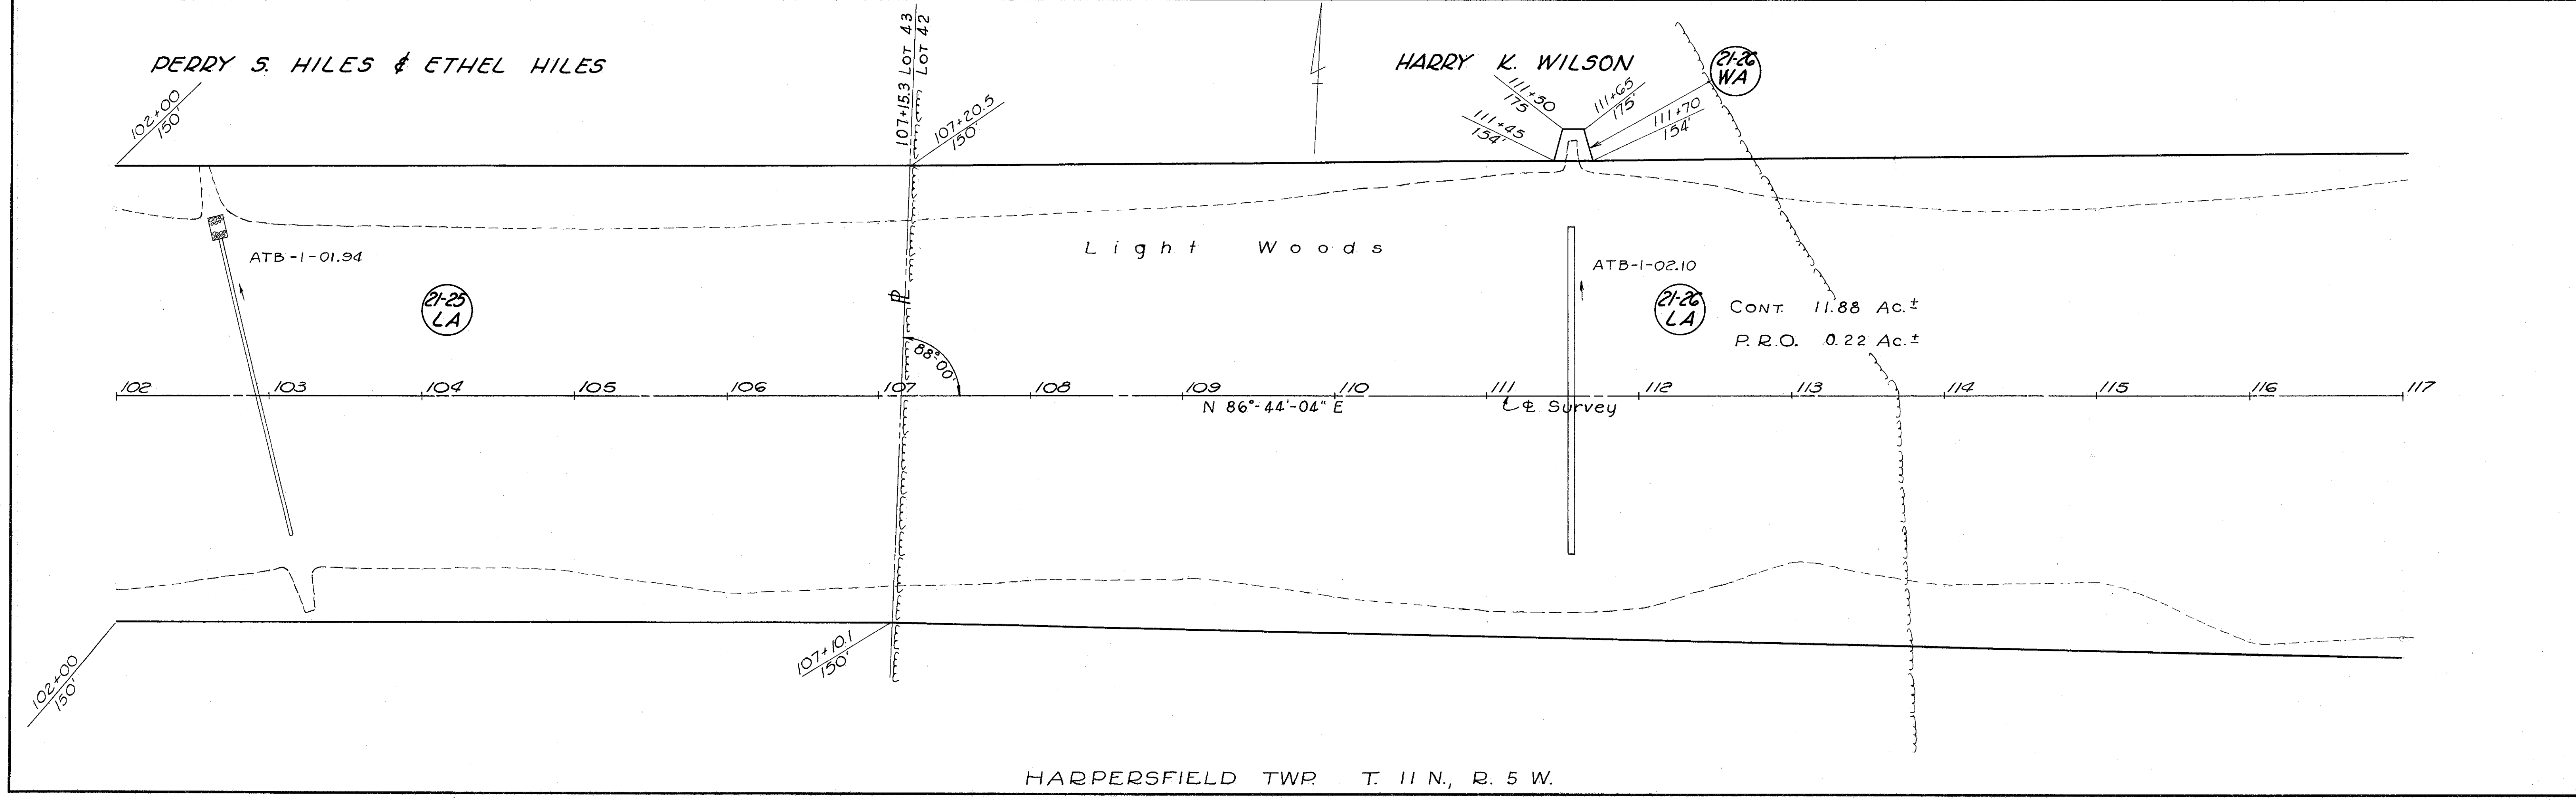 PERRY S. HILES & ETHEL HILES
HARRY K. WILSON
102+00
150'
107+15.3 LOT 43
LOT 42
107+20.5
150'
111+50
175'
111+65
175'
111+45
154'
111+70
154'
21-26
WA
ATB-1-01.94
Light Woods
ATB-1-02.10
21-25
LA
PL
88°-00'
21-26
LA
CONT. 11.88 Ac.±
P.R.O. 0.22 Ac.±
102 103 104 105 106 107 108 109 110 111 112 113 114 115 116 117
N 86°-44'-04" E
℄ Survey
102+00
150'
107+10.1
150'
HARPERSFIELD TWP. T. 11 N., R. 5 W.